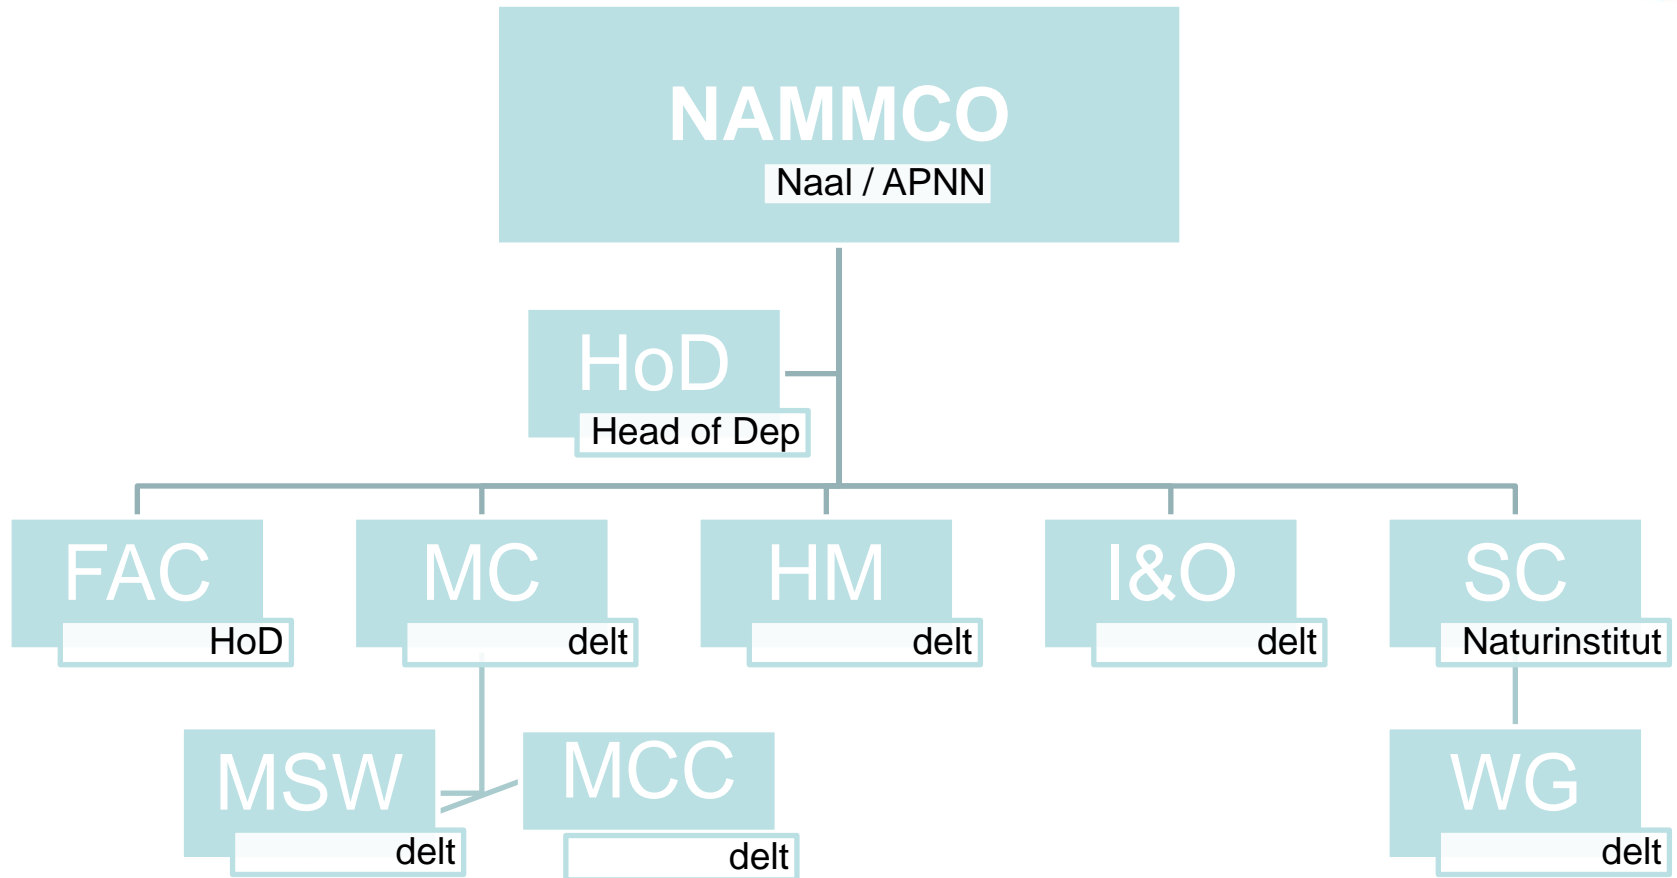 NAMMCO
Naal / APNN
HoD
Head of Dep
FAC
HoD
MC
delt
HM
delt
I&O
delt
SC
Naturinstitut
MSW
delt
MCC
delt
WG
delt